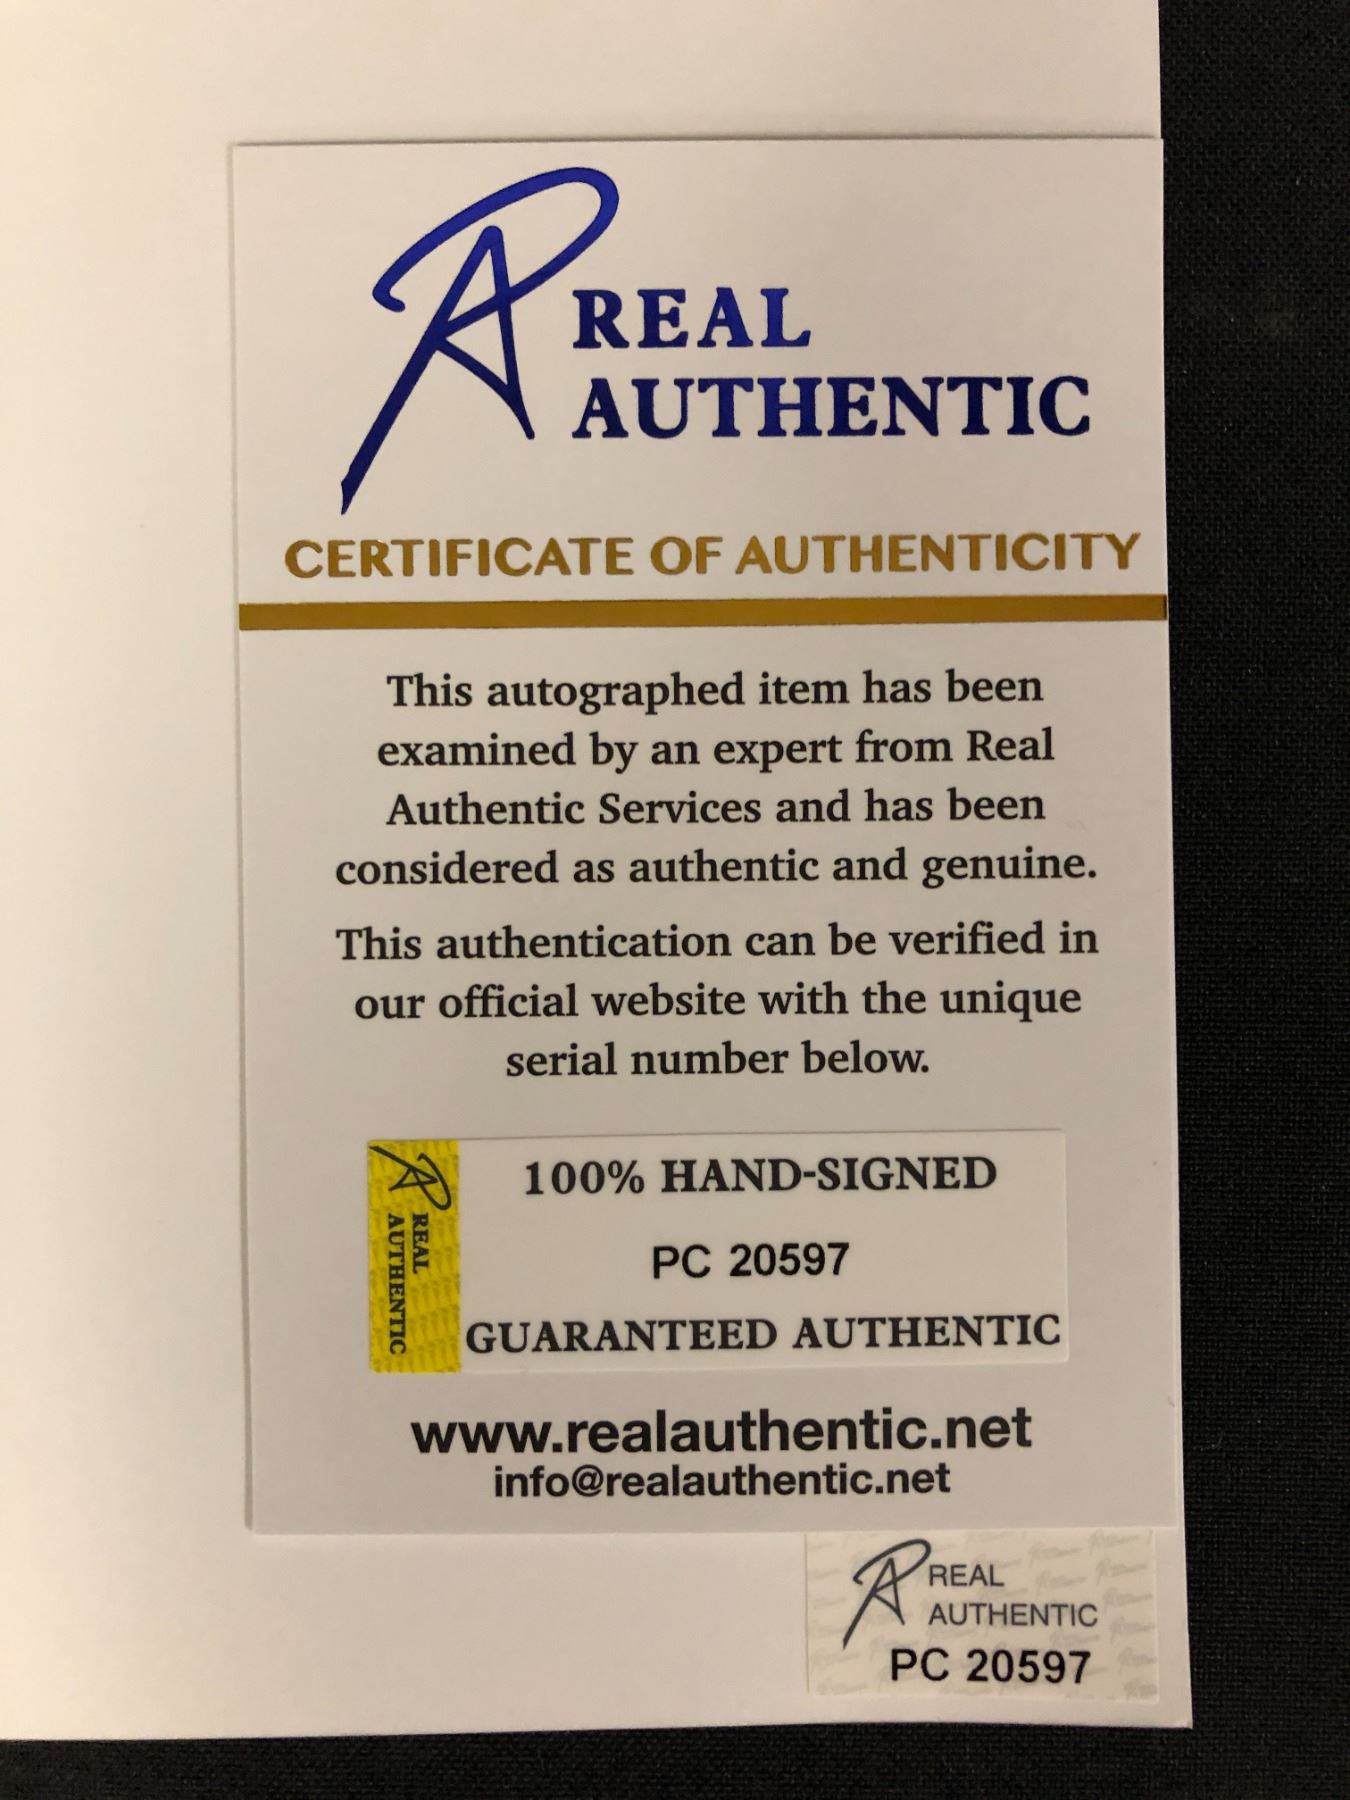 REAL
AUTHENTIC
CERTIFICATE OF AUTHENTICITY
This autographed item has been
examined by an expert from Real
Authentic Services and has been
considered as authentic and genuine.
This authentication can be verified in
our official website with the unique
serial number below.
REAL
AUTHENTIC
100% HAND-SIGNED
PC 20597
GUARANTEED AUTHENTIC
www.realauthentic.net
info@realauthentic.net
REAL
AUTHENTIC
PC 20597